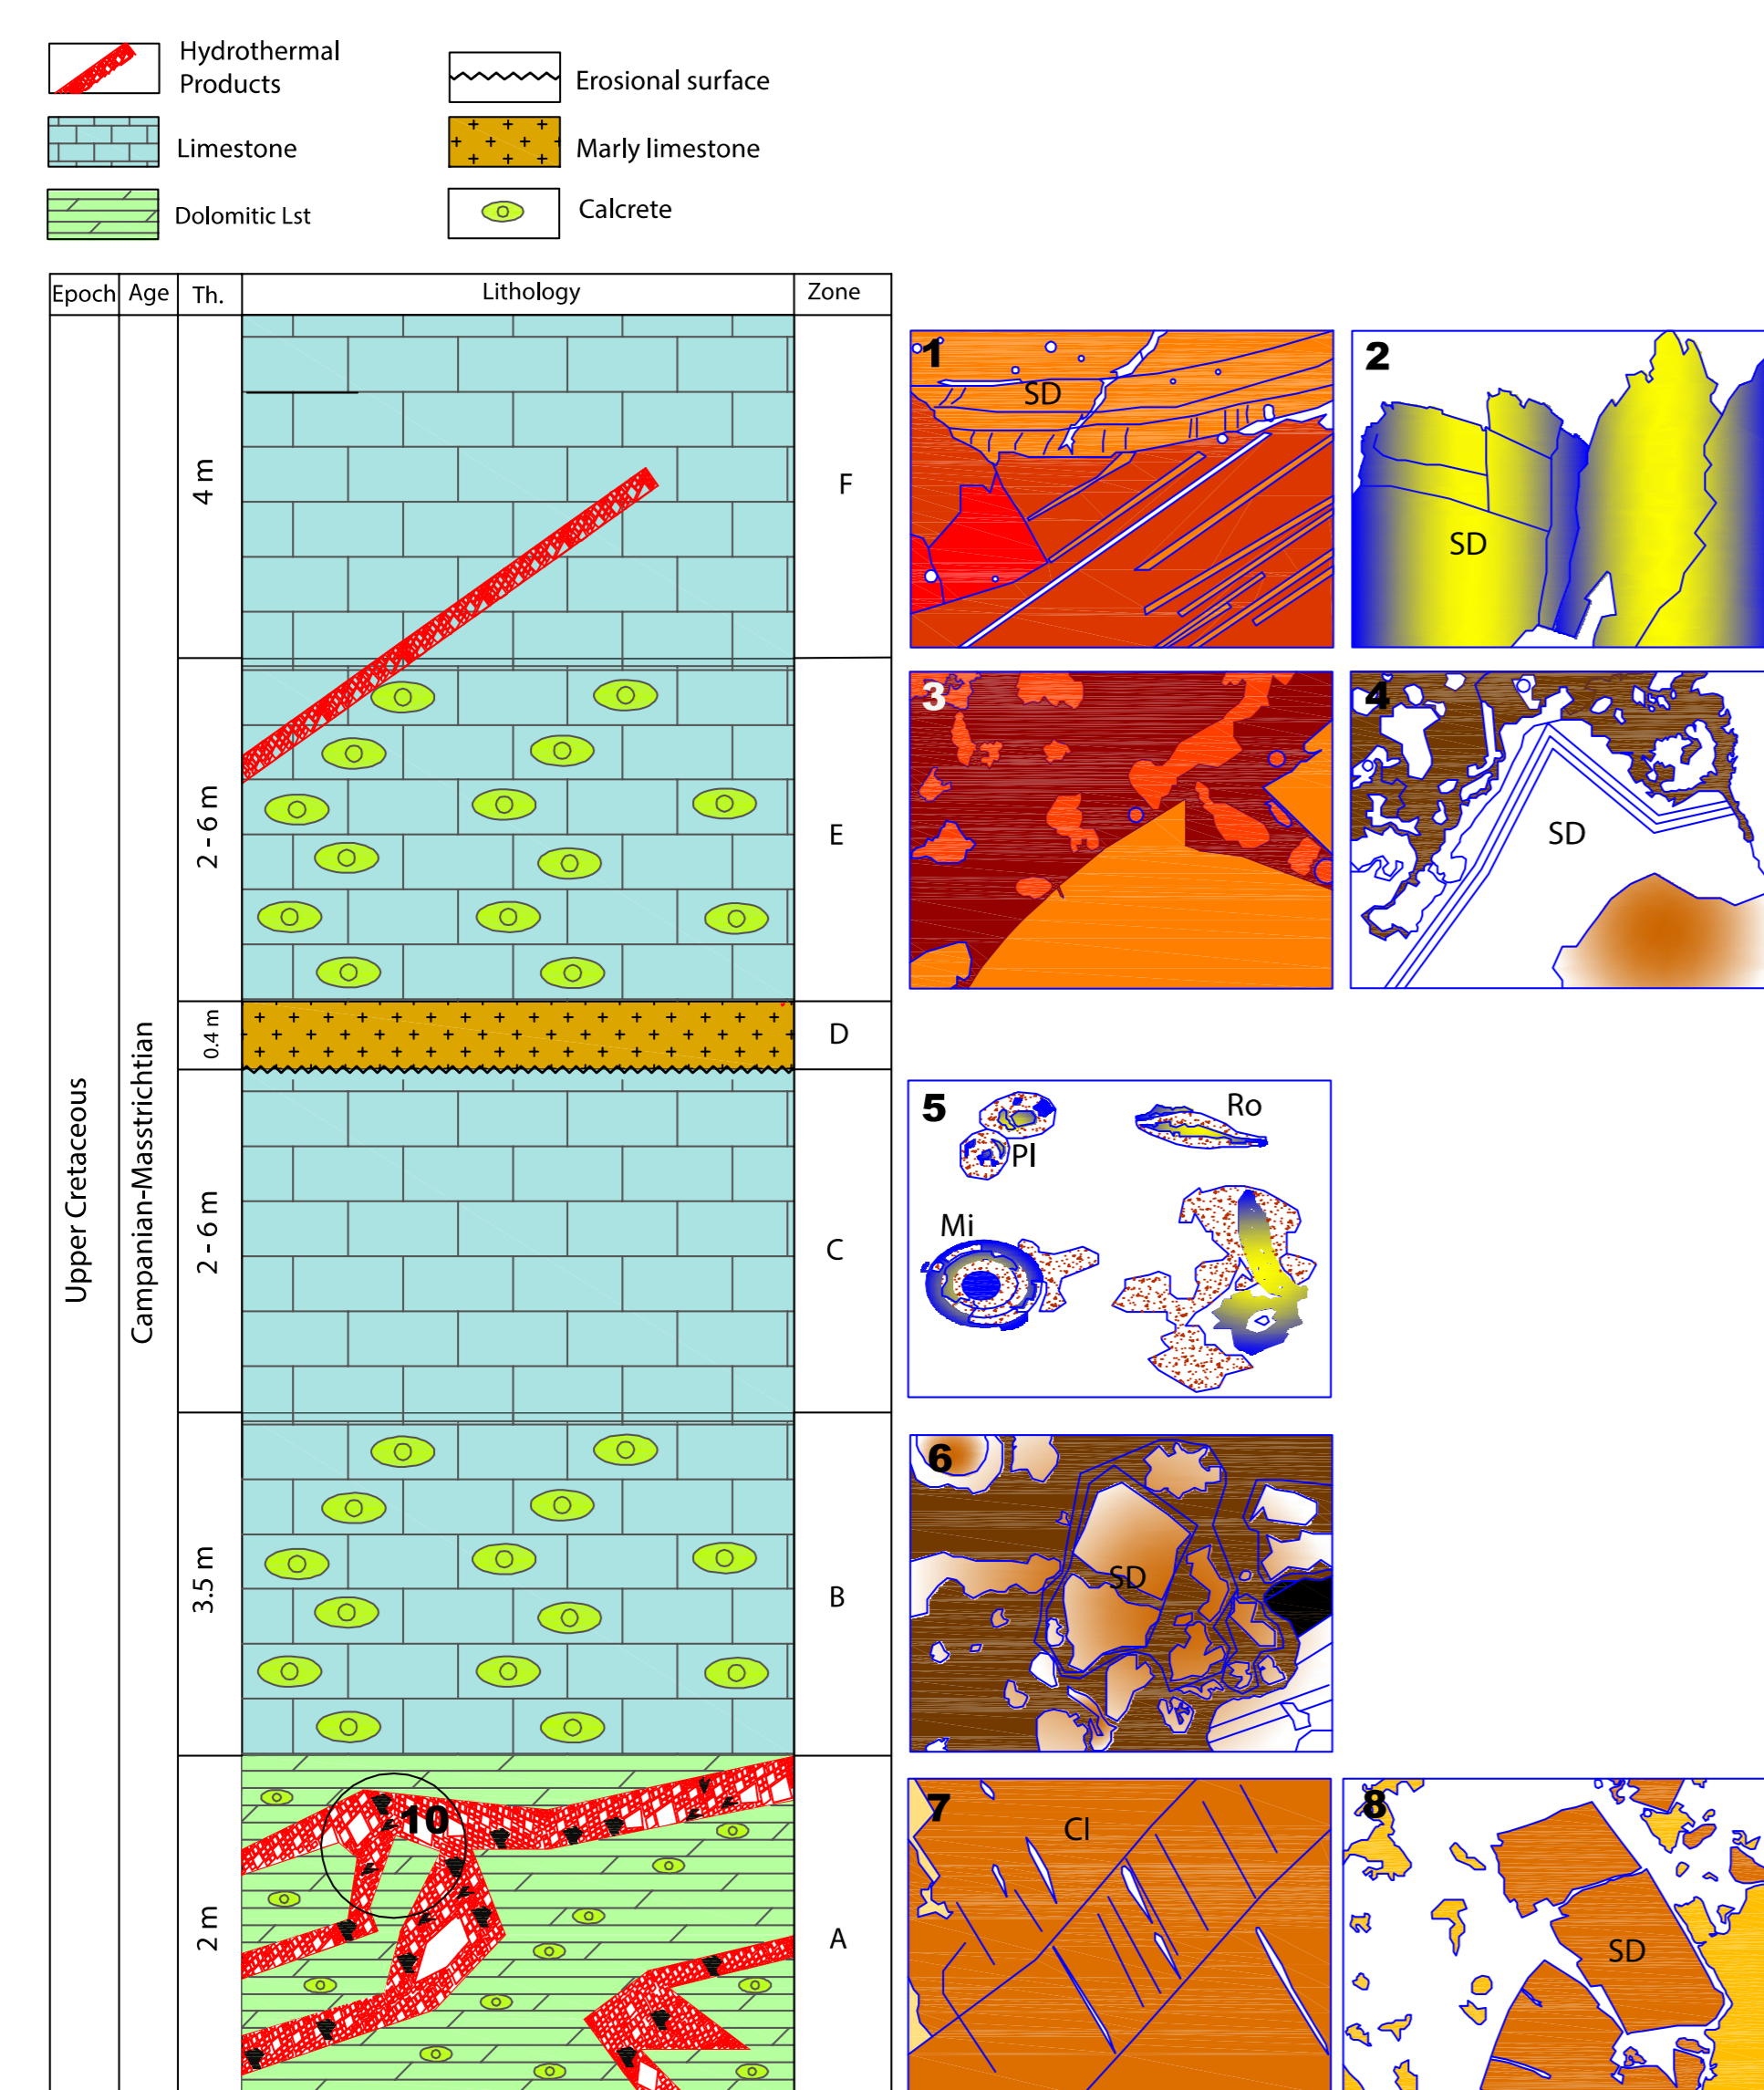 Hydrothermal
Products
Erosional surface
Limestone
Marly limestone
Dolomitic Lst
Calcrete
Epoch
Age
Th.
Lithology
Zone
Upper Cretaceous
Campanian-Masstrichtian
4 m
F
2 - 6 m
E
0.4 m
D
2 - 6 m
C
3.5 m
B
2 m
A
10
1
SD
2
SD
3
4
SD
5
Ro
Pl
Mi
6
SD
7
Cl
8
SD